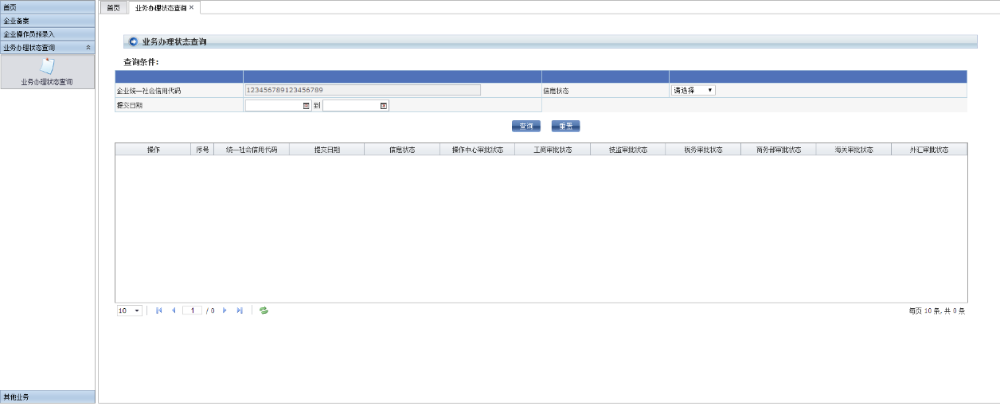 首页
企业备案
企业操作员预录入
业务办理状态查询
业务办理状态查询
其他业务
首页 业务办理状态查询 ×
业务办理状态查询
查询条件:
企业统一社会信用代码 123456789123456789 信息状态 请选择
提交日期 到
查询 重置
操作 序号 统一社会信用代码 提交日期 信息状态 操作中心审批状态 工商审批状态 技监审批状态 税务审批状态 商务部审批状态 海关审批状态 外汇审批状态
10 1 / 0 每页 10 条, 共 0 条